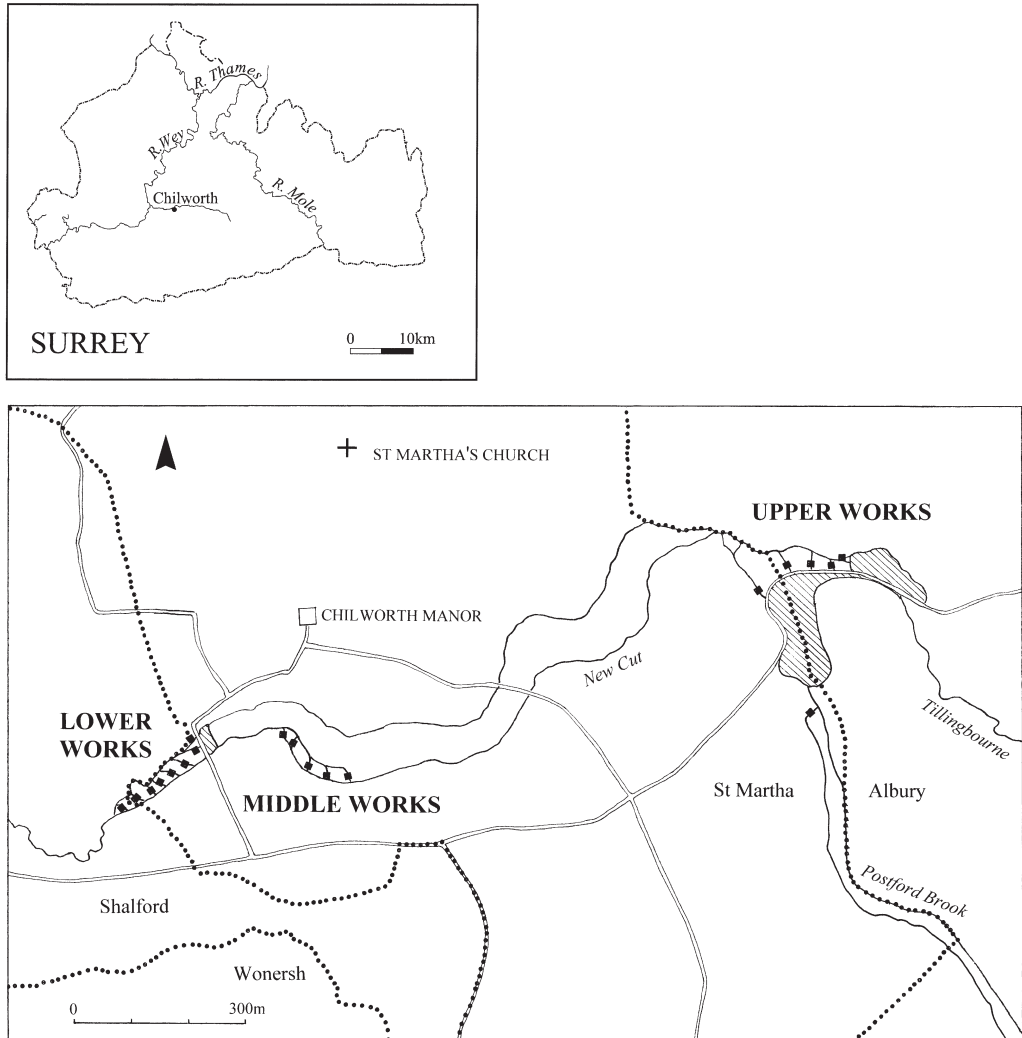 R. Thames
R. Wey
R. Mole
Chilworth
SURREY
0 10km
ST MARTHA'S CHURCH
UPPER WORKS
CHILWORTH MANOR
New Cut
LOWER
WORKS
Tillingbourne
MIDDLE WORKS
St Martha
Albury
Postford Brook
Shalford
Wonersh
0 300m